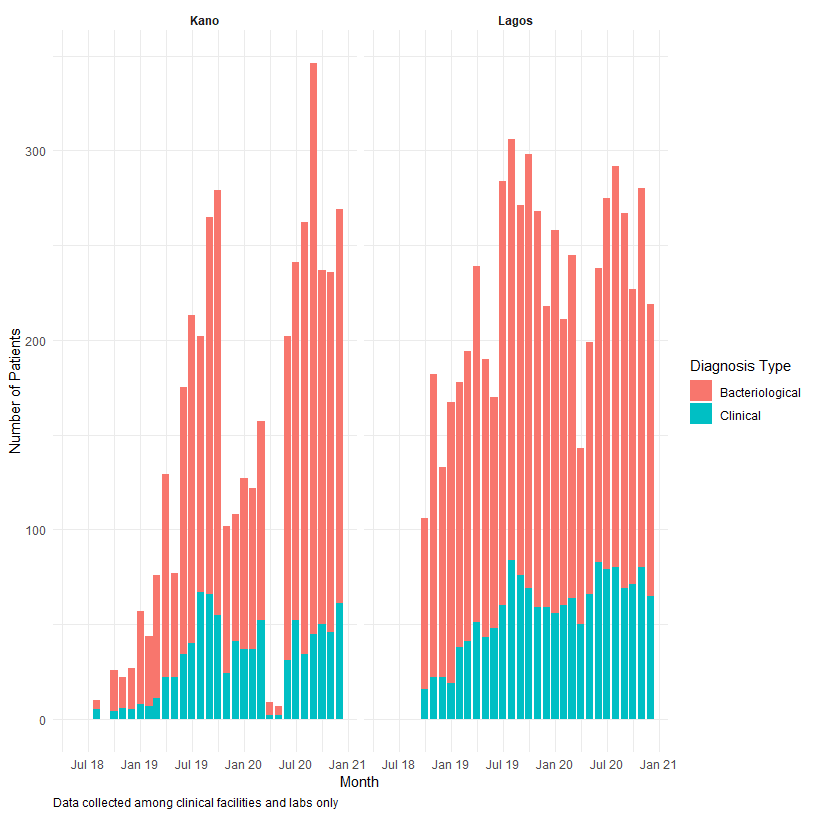 Kano
Lagos
300
200
100
0
Number of Patients
Jul 18
Jan 19
Jul 19
Jan 20
Jul 20
Jan 21
Jul 18
Jan 19
Jul 19
Jan 20
Jul 20
Jan 21
Month
Diagnosis Type
Bacteriological
Clinical
Data collected among clinical facilities and labs only